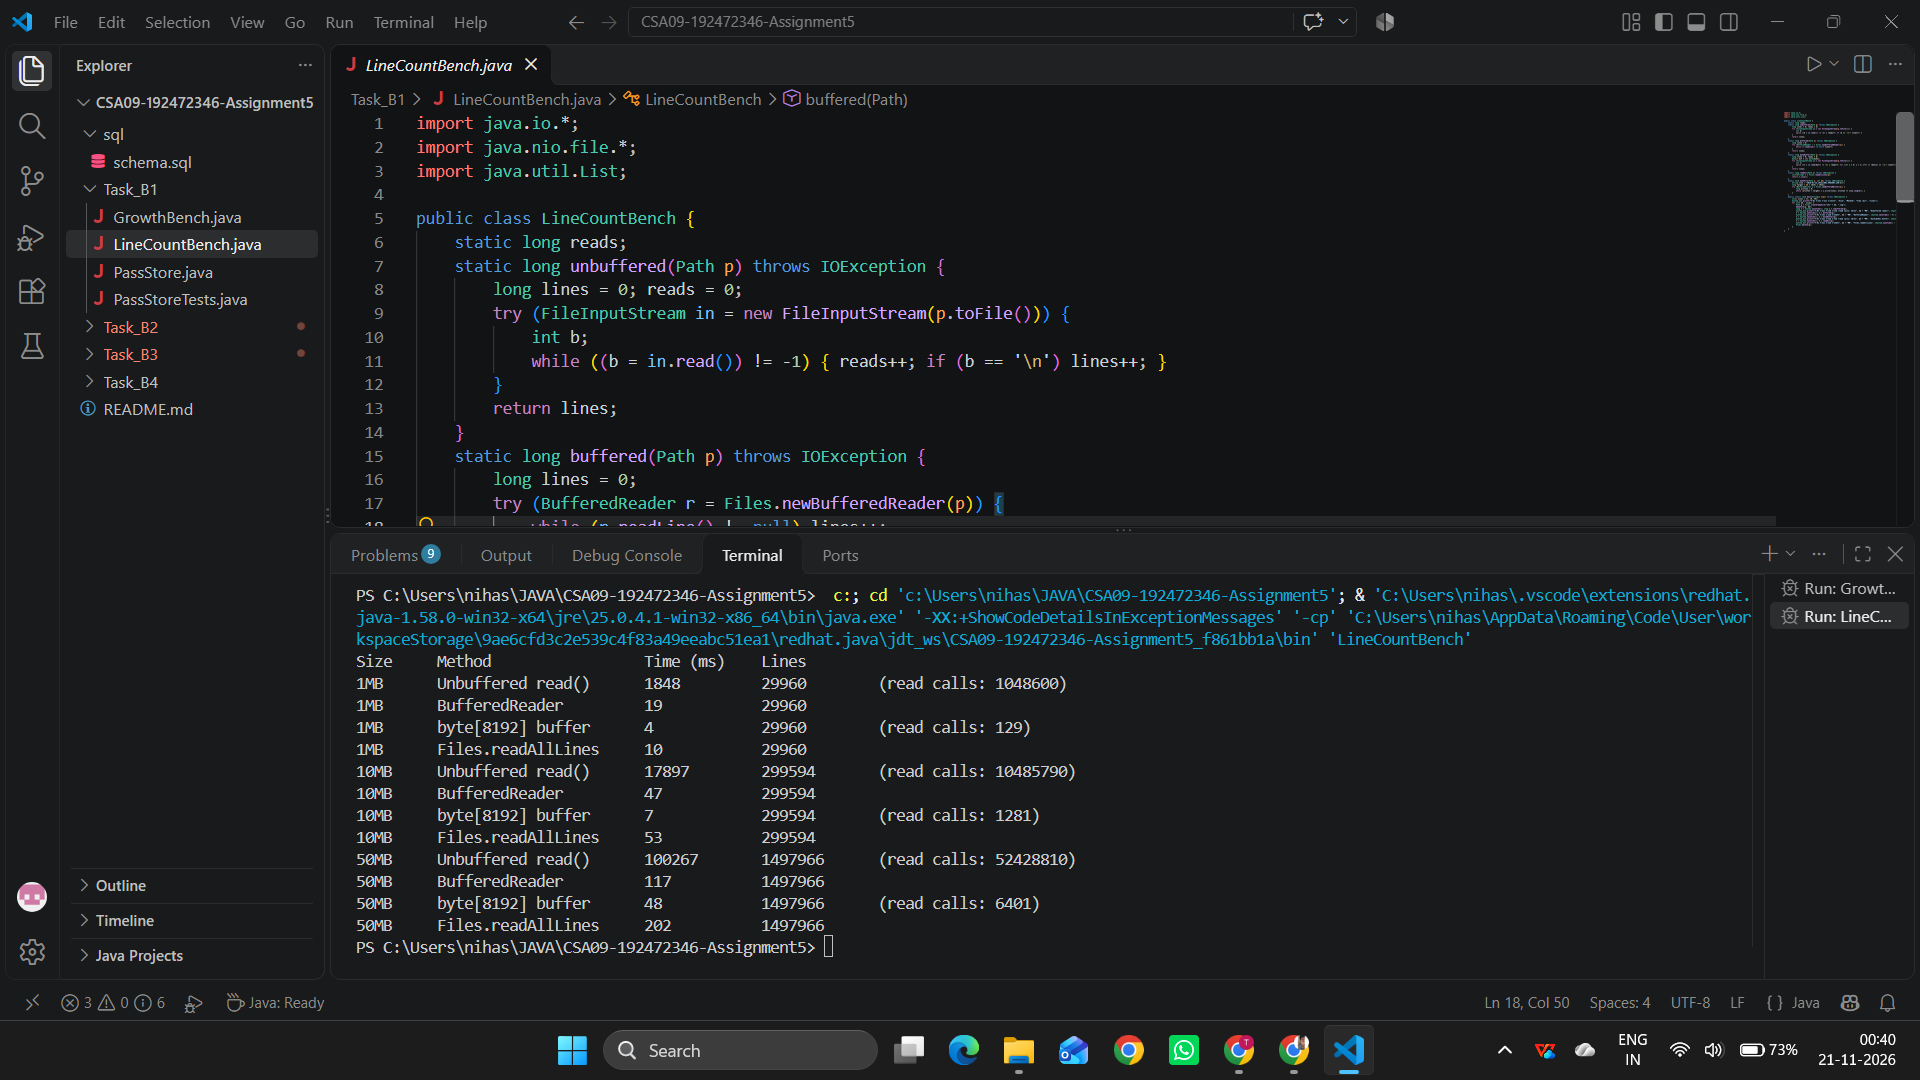 File Edit Selection View Go Run Terminal Help
CSA09-192472346-Assignment5
Explorer
CSA09-192472346-Assignment5
sql
schema.sql
Task_B1
GrowthBench.java
LineCountBench.java
PassStore.java
PassStoreTests.java
Task_B2
Task_B3
Task_B4
README.md
Outline
Timeline
Java Projects
LineCountBench.java
Task_B1 > LineCountBench.java > LineCountBench > buffered(Path)
1 import java.io.*;
2 import java.nio.file.*;
3 import java.util.List;
4
5 public class LineCountBench {
6 static long reads;
7 static long unbuffered(Path p) throws IOException {
8 long lines = 0; reads = 0;
9 try (FileInputStream in = new FileInputStream(p.toFile())) {
10 int b;
11 while ((b = in.read()) != -1) { reads++; if (b == '\n') lines++; }
12 }
13 return lines;
14 }
15 static long buffered(Path p) throws IOException {
16 long lines = 0;
17 try (BufferedReader r = Files.newBufferedReader(p)) {
18 while (r.readLine() != null) lines++;
Problems 9 Output Debug Console Terminal Ports
PS C:\Users\nihas\JAVA\CSA09-192472346-Assignment5> c:; cd 'c:\Users\nihas\JAVA\CSA09-192472346-Assignment5'; & 'C:\Users\nihas\.vscode\extensions\redhat.
java-1.58.0-win32-x64\jre\25.0.4.1-win32-x86_64\bin\java.exe' '-XX:+ShowCodeDetailsInExceptionMessages' '-cp' 'C:\Users\nihas\AppData\Roaming\Code\User\wor
kspaceStorage\9ae6cfd3c2e539c4f83a49eeabc51ea1\redhat.java\jdt_ws\CSA09-192472346-Assignment5_f861bb1a\bin' 'LineCountBench'
Size Method Time (ms) Lines
1MB Unbuffered read() 1848 29960 (read calls: 1048600)
1MB BufferedReader 19 29960
1MB byte[8192] buffer 4 29960 (read calls: 129)
1MB Files.readAllLines 10 29960
10MB Unbuffered read() 17897 299594 (read calls: 10485790)
10MB BufferedReader 47 299594
10MB byte[8192] buffer 7 299594 (read calls: 1281)
10MB Files.readAllLines 53 299594
50MB Unbuffered read() 100267 1497966 (read calls: 52428810)
50MB BufferedReader 117 1497966
50MB byte[8192] buffer 48 1497966 (read calls: 6401)
50MB Files.readAllLines 202 1497966
PS C:\Users\nihas\JAVA\CSA09-192472346-Assignment5>
Run: Growt...
Run: LineC...
3 0 6 Java: Ready
Ln 18, Col 50 Spaces: 4 UTF-8 LF { } Java
Search
ENG
IN
73%
00:40
21-11-2026